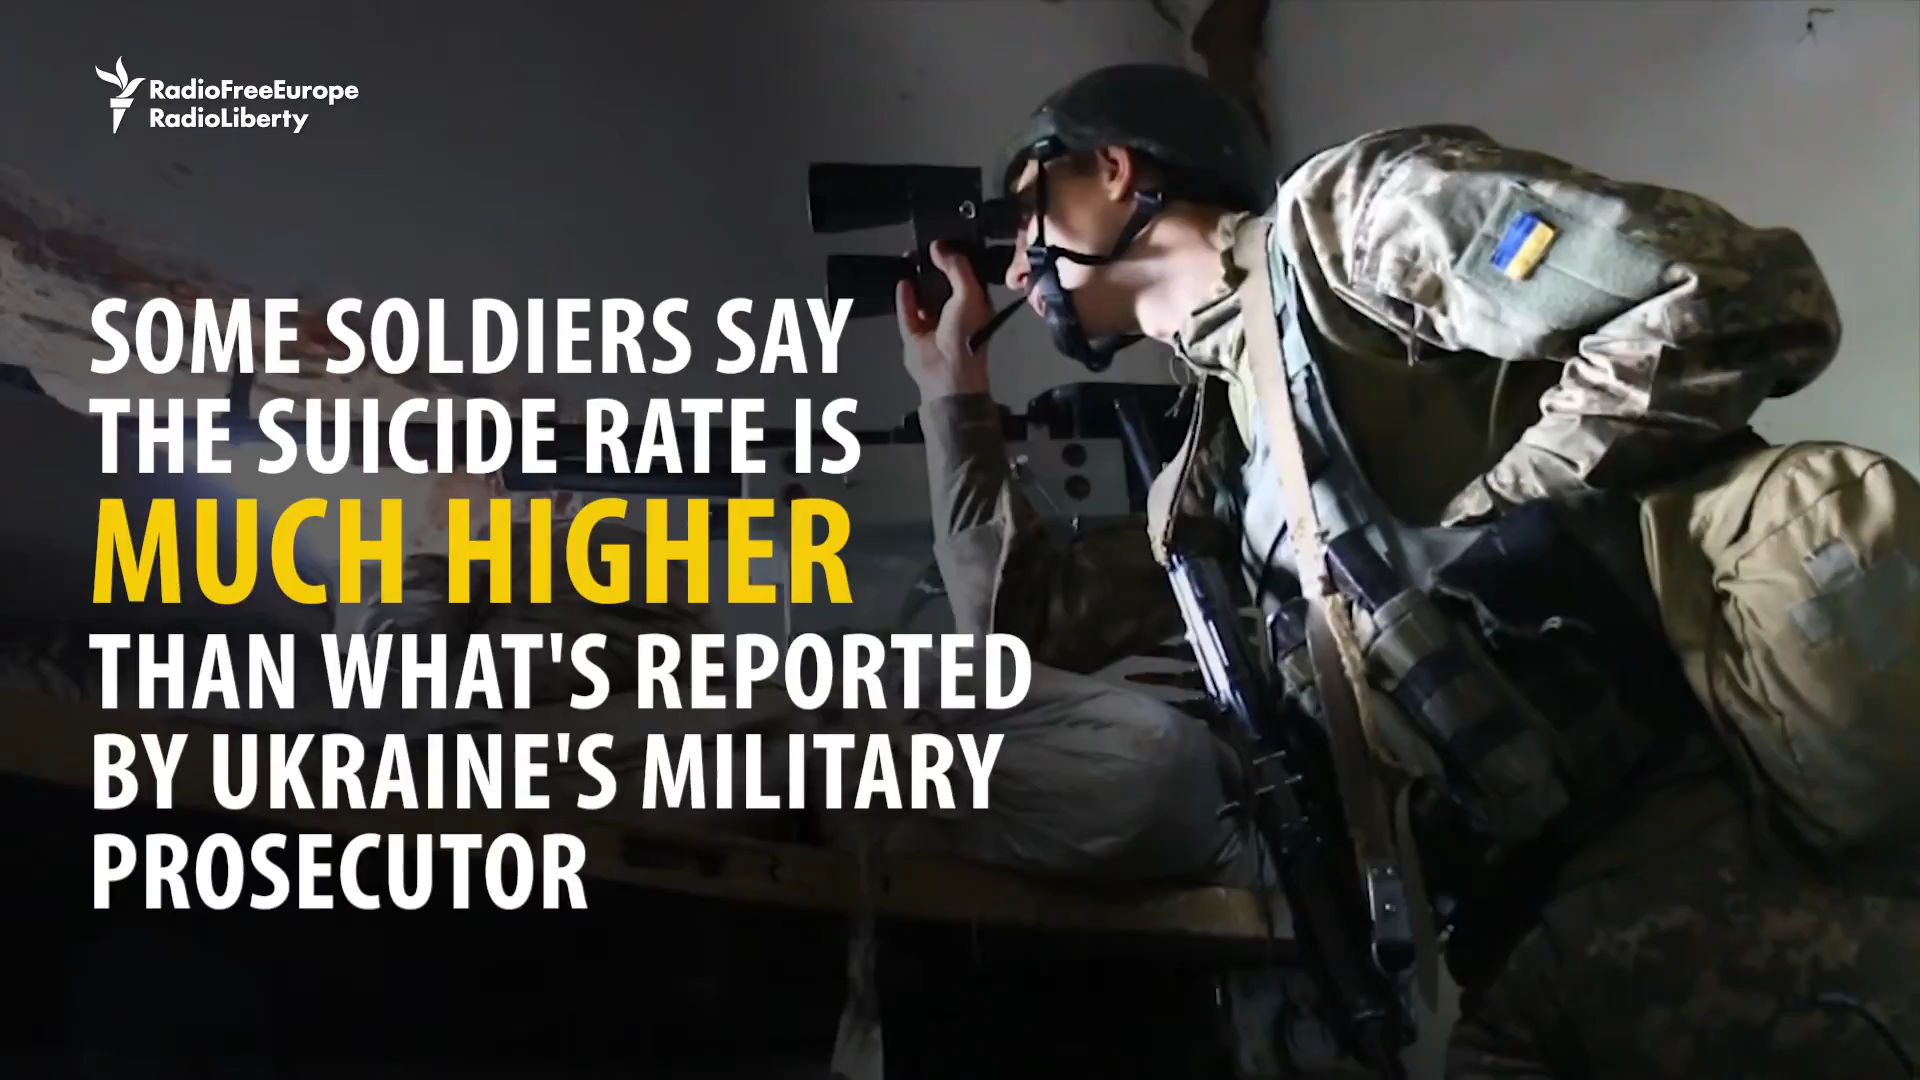 RadioFreeEurope
RadioLiberty
SOME SOLDIERS SAY
THE SUICIDE RATE IS
MUCH HIGHER
THAN WHAT'S REPORTED
BY UKRAINE'S MILITARY
PROSECUTOR